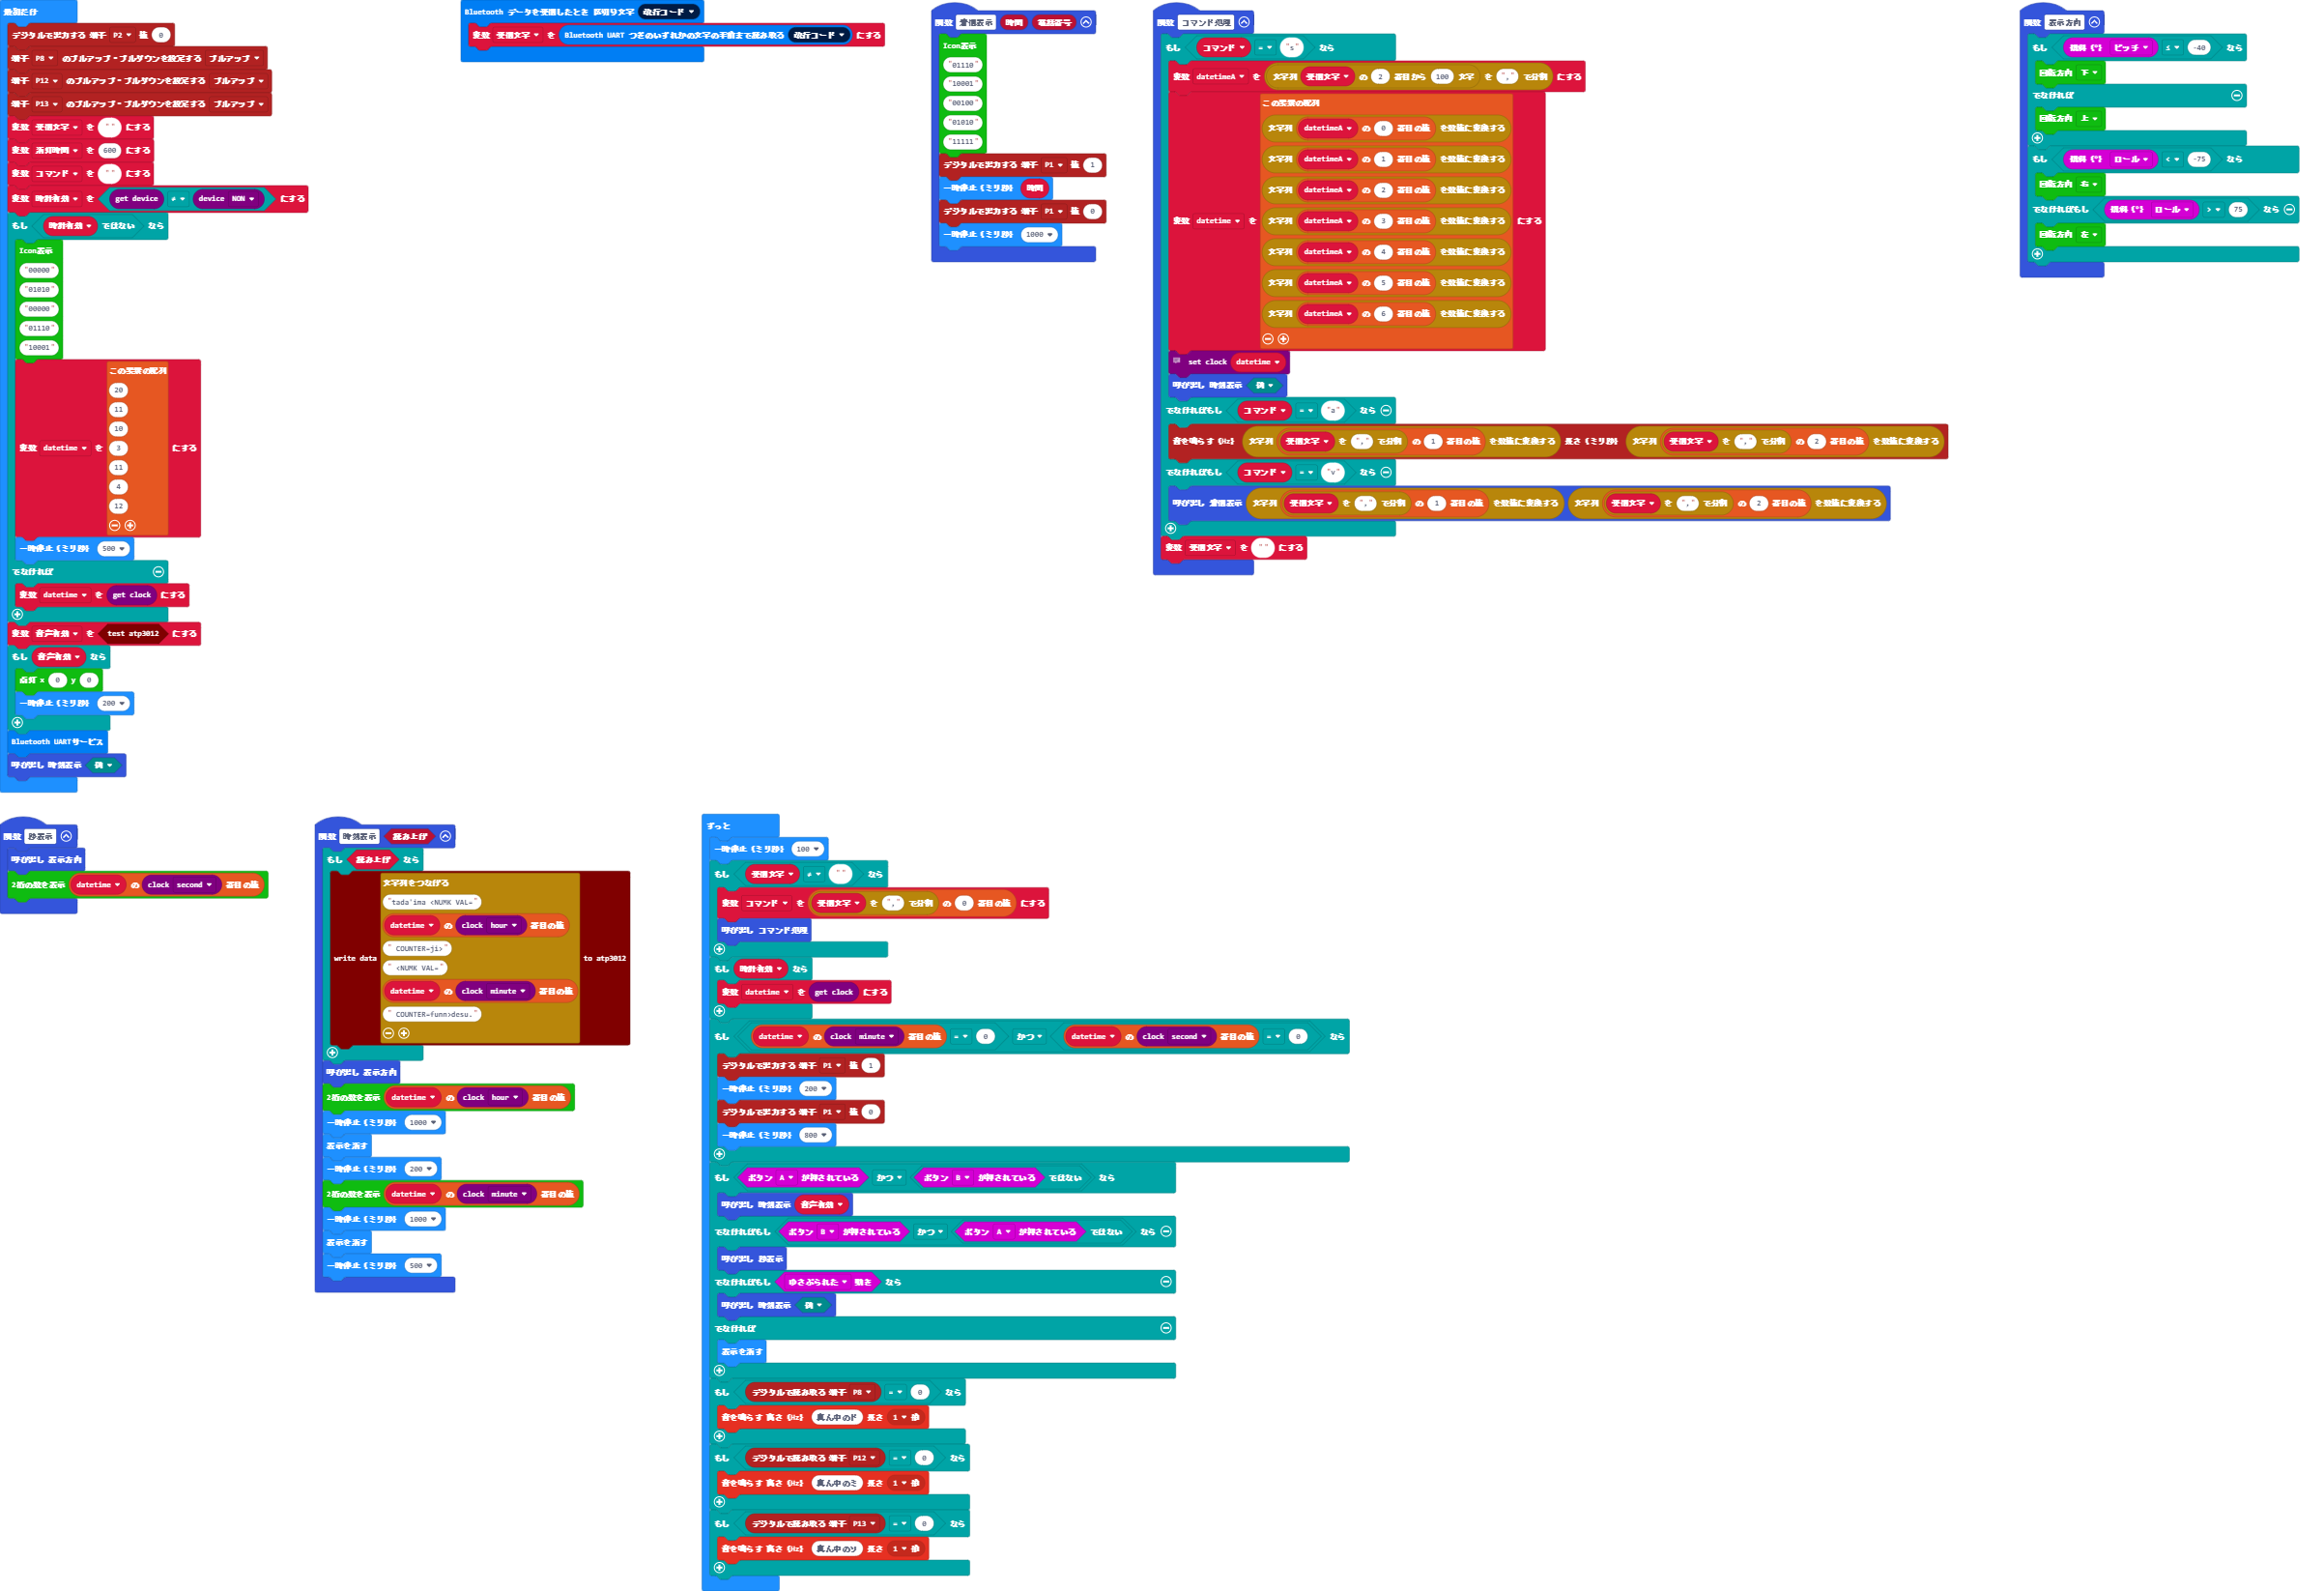 最初だけ
デジタルで出力する 端子 P2 値 0
端子 P8 のプルアップ・プルダウンを設定する プルアップ
端子 P12 のプルアップ・プルダウンを設定する プルアップ
端子 P13 のプルアップ・プルダウンを設定する プルアップ
変数 受信文字 を " " にする
変数 消灯時間 を 600 にする
変数 コマンド を " " にする
変数 時計有効 を get device ≠ device NON にする
もし 時計有効 ではない なら
Icon表示
"00000"
"01010"
"00000"
"01110"
"10001"
この要素の配列
20
11
10
変数 datetime を 3 にする
11
4
12
一時停止 (ミリ秒) 500
でなければ
変数 datetime を get clock にする
変数 音声有効 を test atp3012 にする
もし 音声有効 なら
点灯 x 0 y 0
一時停止 (ミリ秒) 200
Bluetooth UARTサービス
呼び出し 時刻表示 偽
Bluetooth データを受信したとき 区切り文字 改行コード
変数 受信文字 を Bluetooth UART つぎのいずれかの文字の手前まで読み取る 改行コード にする
関数 着信表示 時間 電話番号
Icon表示
"01110"
"10001"
"00100"
"01010"
"11111"
デジタルで出力する 端子 P1 値 1
一時停止 (ミリ秒) 時間
デジタルで出力する 端子 P1 値 0
一時停止 (ミリ秒) 1000
関数 コマンド処理
もし コマンド = "s" なら
変数 datetimeA を 文字列 受信文字 の 2 番目から 100 文字 を "," で分割 にする
この要素の配列
文字列 datetimeA の 0 番目の値 を数値に変換する
文字列 datetimeA の 1 番目の値 を数値に変換する
文字列 datetimeA の 2 番目の値 を数値に変換する
変数 datetime を 文字列 datetimeA の 3 番目の値 を数値に変換する にする
文字列 datetimeA の 4 番目の値 を数値に変換する
文字列 datetimeA の 5 番目の値 を数値に変換する
文字列 datetimeA の 6 番目の値 を数値に変換する
set clock datetime
呼び出し 時刻表示 偽
でなければもし コマンド = "a" なら
音を鳴らす (Hz) 文字列 受信文字 を "," で分割 の 1 番目の値 を数値に変換する 長さ (ミリ秒) 文字列 受信文字 を "," で分割 の 2 番目の値 を数値に変換する
でなければもし コマンド = "v" なら
呼び出し 着信表示 文字列 受信文字 を "," で分割 の 1 番目の値 を数値に変換する 文字列 受信文字 を "," で分割 の 2 番目の値 を数値に変換する
変数 受信文字 を " " にする
関数 表示方向
もし 傾斜 (°) ピッチ ≤ -40 なら
回転方向 下
でなければ
回転方向 上
もし 傾斜 (°) ロール < -75 なら
回転方向 右
でなければもし 傾斜 (°) ロール > 75 なら
回転方向 左
関数 秒表示
呼び出し 表示方向
2桁の数を表示 datetime の clock second 番目の値
関数 時刻表示 読み上げ
もし 読み上げ なら
文字列をつなげる
"tada'ima <NUMK VAL="
datetime の clock hour 番目の値
" COUNTER=ji>"
write data " <NUMK VAL=" to atp3012
datetime の clock minute 番目の値
" COUNTER=funn>desu."
呼び出し 表示方向
2桁の数を表示 datetime の clock hour 番目の値
一時停止 (ミリ秒) 1000
表示を消す
一時停止 (ミリ秒) 200
2桁の数を表示 datetime の clock minute 番目の値
一時停止 (ミリ秒) 1000
表示を消す
一時停止 (ミリ秒) 500
ずっと
一時停止 (ミリ秒) 100
もし 受信文字 ≠ " " なら
変数 コマンド を 受信文字 を "," で分割 の 0 番目の値 にする
呼び出し コマンド処理
もし 時計有効 なら
変数 datetime を get clock にする
もし datetime の clock minute 番目の値 = 0 かつ datetime の clock second 番目の値 = 0 なら
デジタルで出力する 端子 P1 値 1
一時停止 (ミリ秒) 200
デジタルで出力する 端子 P1 値 0
一時停止 (ミリ秒) 800
もし ボタン A が押されている かつ ボタン B が押されている ではない なら
呼び出し 時刻表示 音声有効
でなければもし ボタン B が押されている かつ ボタン A が押されている ではない なら
呼び出し 秒表示
でなければもし ゆさぶられた 動き なら
呼び出し 時刻表示 偽
でなければ
表示を消す
もし デジタルで読み取る 端子 P8 = 0 なら
音を鳴らす 高さ (Hz) 真ん中のド 長さ 1 拍
もし デジタルで読み取る 端子 P12 = 0 なら
音を鳴らす 高さ (Hz) 真ん中のミ 長さ 1 拍
もし デジタルで読み取る 端子 P13 = 0 なら
音を鳴らす 高さ (Hz) 真ん中のソ 長さ 1 拍